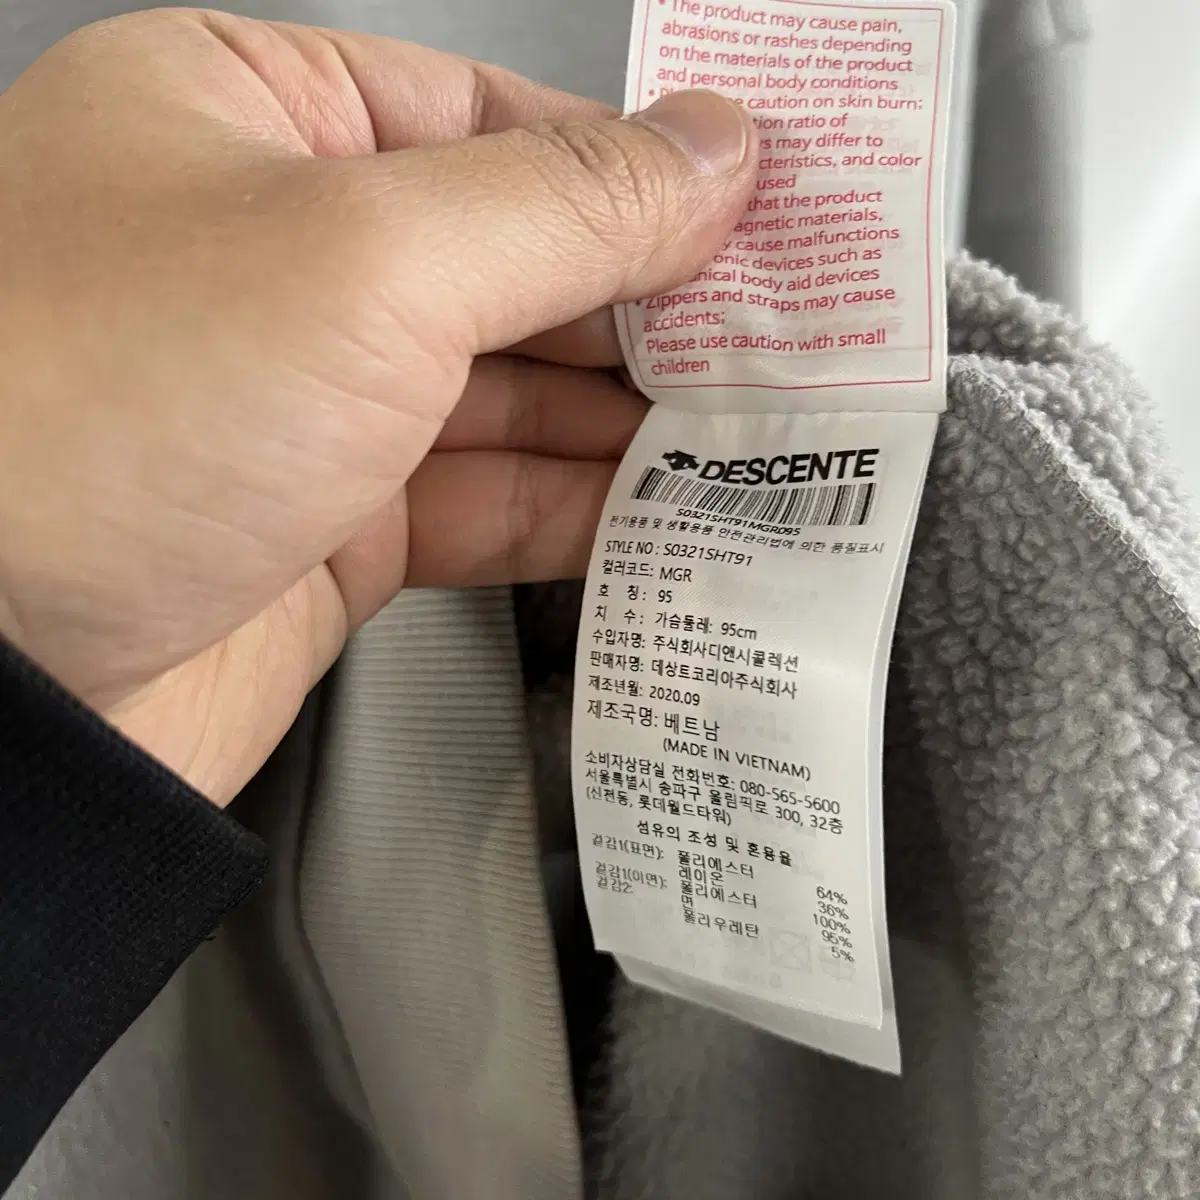 • The product may cause pain,
abrasions or rashes depending
on the materials of the product
and personal body conditions
caution on skin burn:
ratio of
may differ to
and color
used
that the product
materials,
cause malfunctions
devices such as
body aid devices
• Zippers and straps may cause
accidents;
Please use caution with small
children
DESCENTE
S0321SHT91MGR095
전기용품 및 생활용품 안전관리법에 의한 품질표시
STYLE NO : S0321SHT91
컬러코드: MGR
호 칭: 95
치 수: 가슴둘레: 95cm
수입자명: 주식회사디앤시콜렉션
판매자명: 데상트코리아주식회사
제조년월: 2020.09
제조국명: 베트남
(MADE IN VIETNAM)
소비자상담실 전화번호: 080-565-5600
서울특별시 송파구 올림픽로 300, 32층
(신천동, 롯데월드타워)
섬유의 조성 및 혼용율
겉감1(표면): 폴리에스터 64%
레이온 36%
겉감1(이면): 폴리에스터 100%
겉감2: 면 95%
폴리우레탄 5%